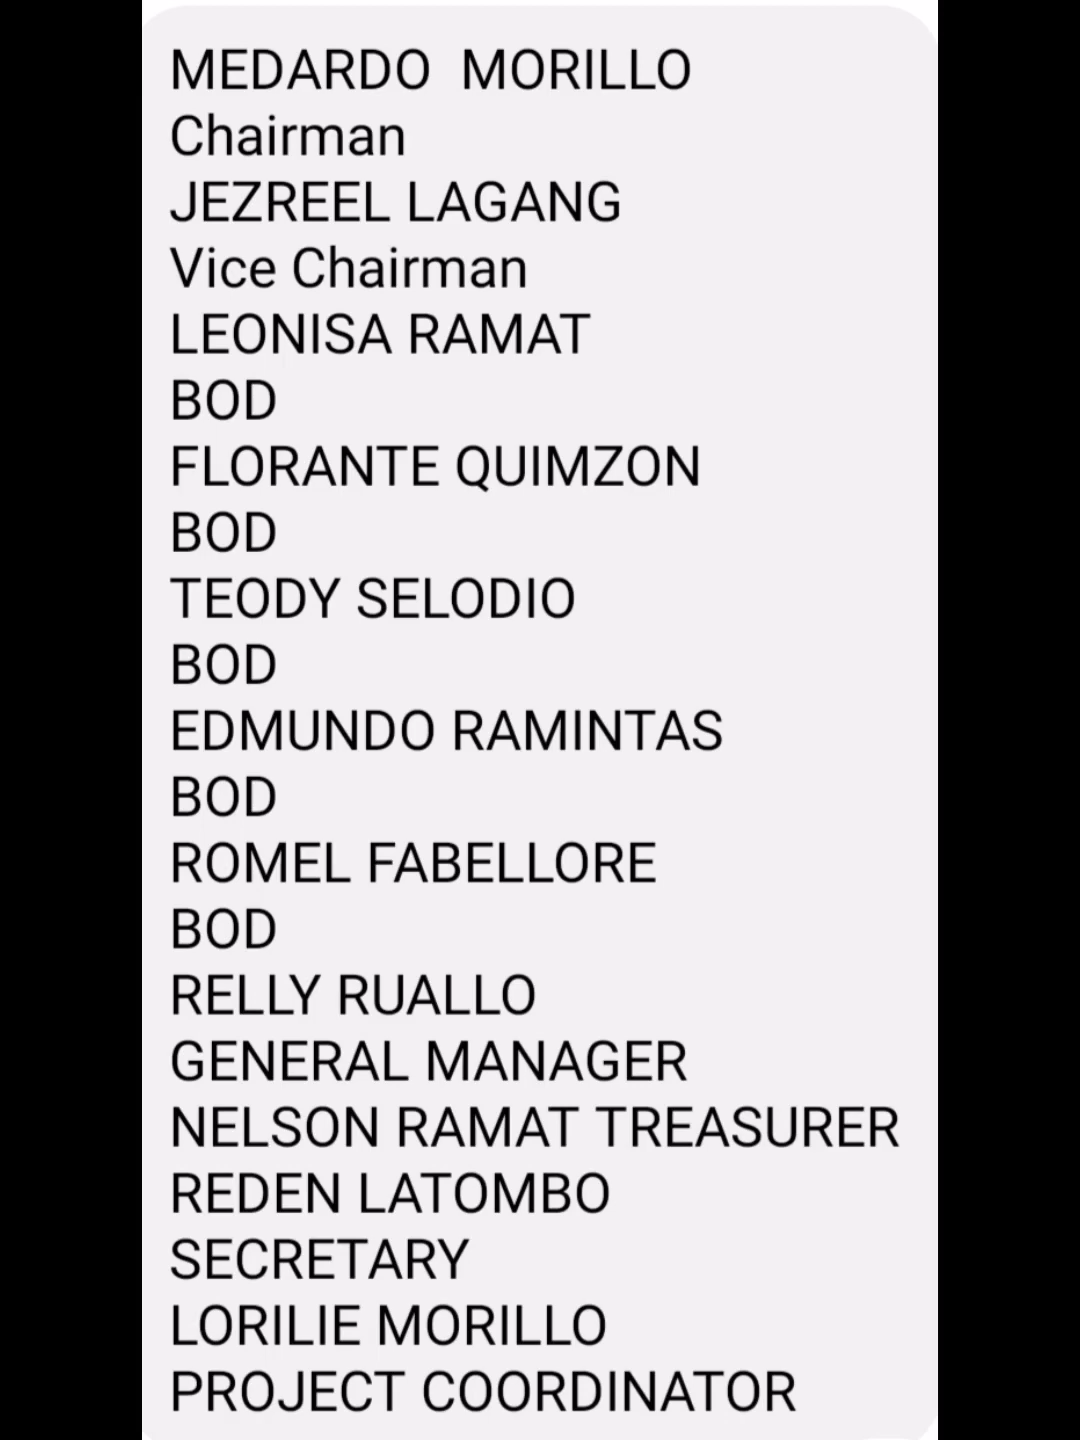 MEDARDO  MORILLO
Chairman
JEZREEL LAGANG
Vice Chairman
LEONISA RAMAT
BOD
FLORANTE QUIMZON
BOD
TEODY SELODIO
BOD
EDMUNDO RAMINTAS
BOD
ROMEL FABELLORE
BOD
RELLY RUALLO
GENERAL MANAGER
NELSON RAMAT TREASURER
REDEN LATOMBO
SECRETARY
LORILIE MORILLO
PROJECT COORDINATOR